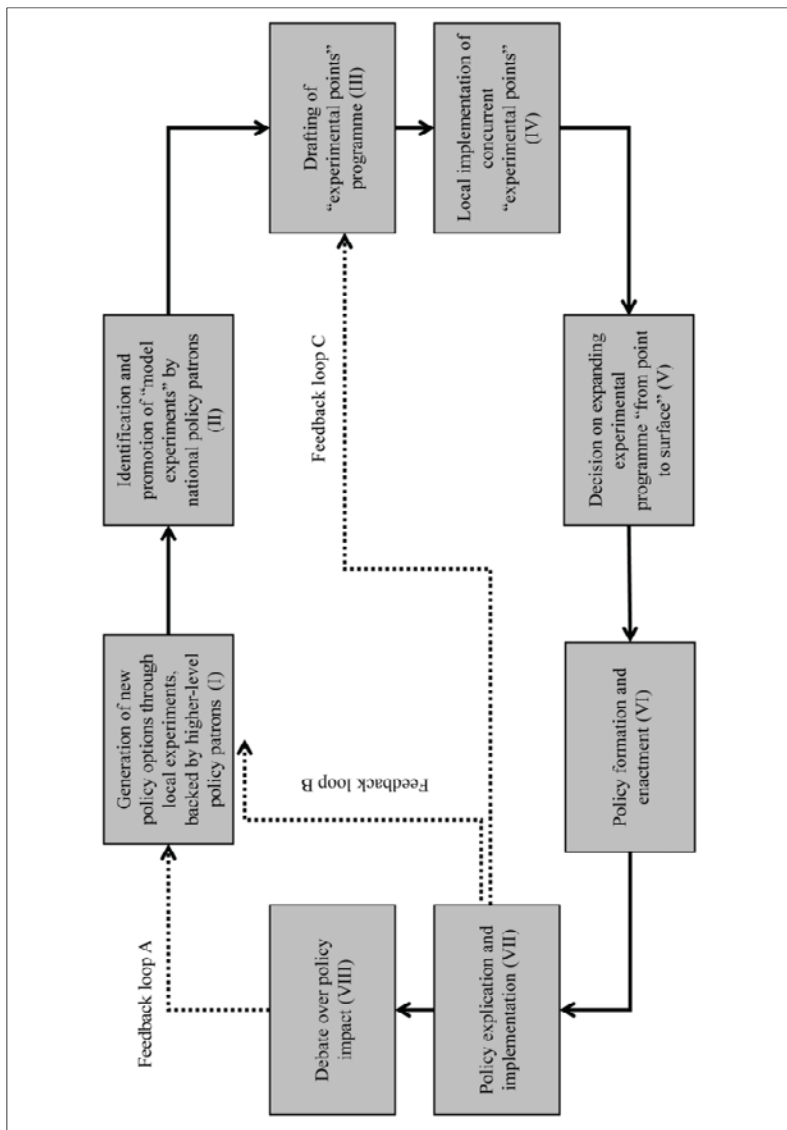 Generation of new
policy options through
local experiments,
backed by higher-level
policy patrons (I)
Identification and
promotion of “model
experiments” by
national policy patrons
(II)
Drafting of
“experimental points”
programme (III)
Local implementation of
concurrent
“experimental points”
(IV)
Decision on expanding
experimental
programme “from point
to surface” (V)
Policy formation and
enactment (VI)
Policy explication and
implementation (VII)
Debate over policy
impact (VIII)
Feedback loop A
Feedback loop B
Feedback loop C